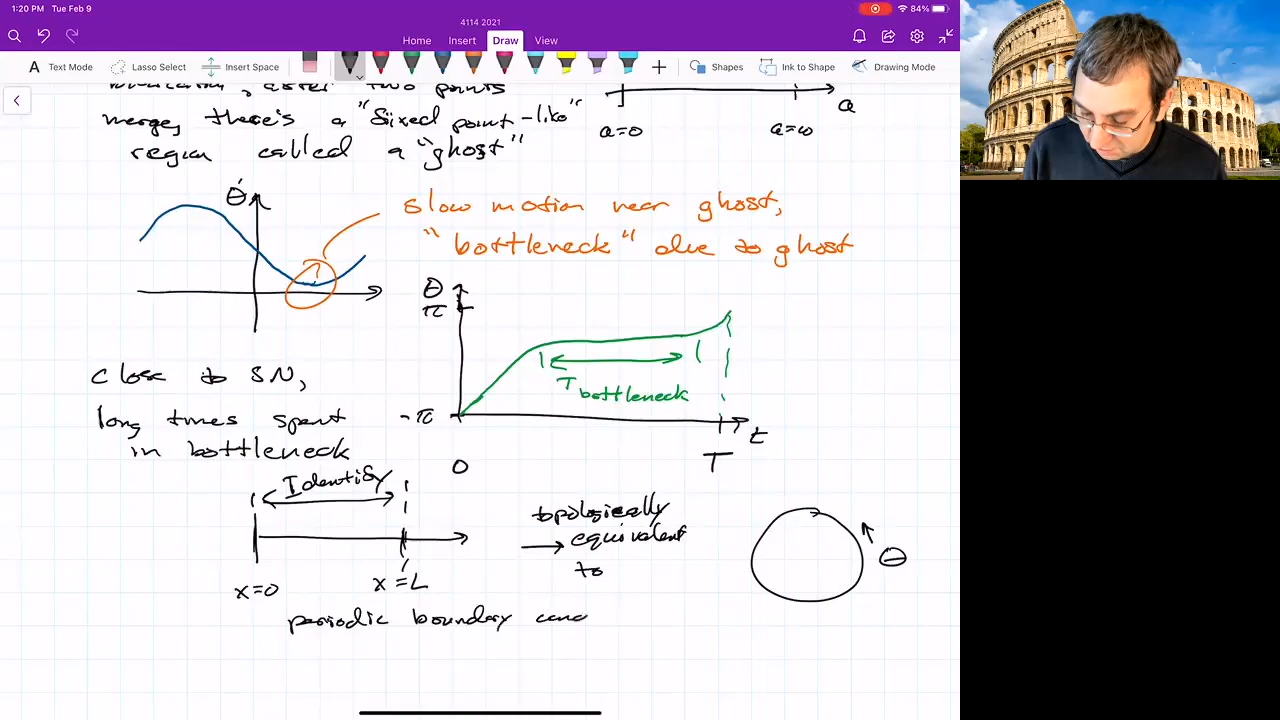 1:20 PM Tue Feb 9
84%
4114 2021
Home Insert Draw View
A Text Mode Lasso Select Insert Space Shapes Ink to Shape Drawing Mode
after two points
merge, there's a "fixed point-like"
region called a "ghost"
a
a=0
θ̇
slow motion near ghost,
"bottleneck" due to ghost
θ
π
T bottleneck
-π
t
0
T
close to SN,
long times spent
in bottleneck
Identify
x=0
x=L
topologically
→ equivalent
to
θ
periodic boundary cond